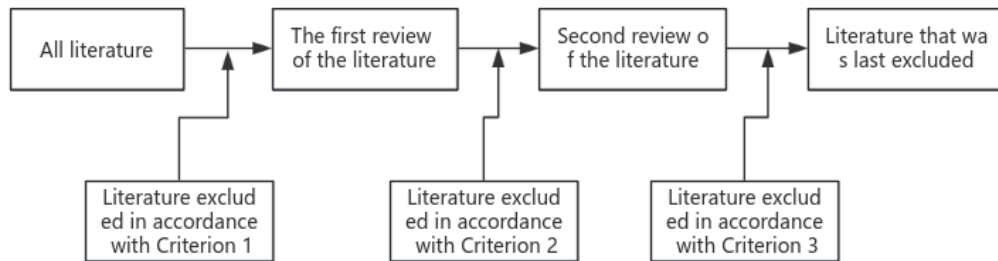 All literature
The first review
of the literature
Second review o
f the literature
Literature that wa
s last excluded
Literature exclud
ed in accordance
with Criterion 1
Literature exclud
ed in accordance
with Criterion 2
Literature exclud
ed in accordance
with Criterion 3